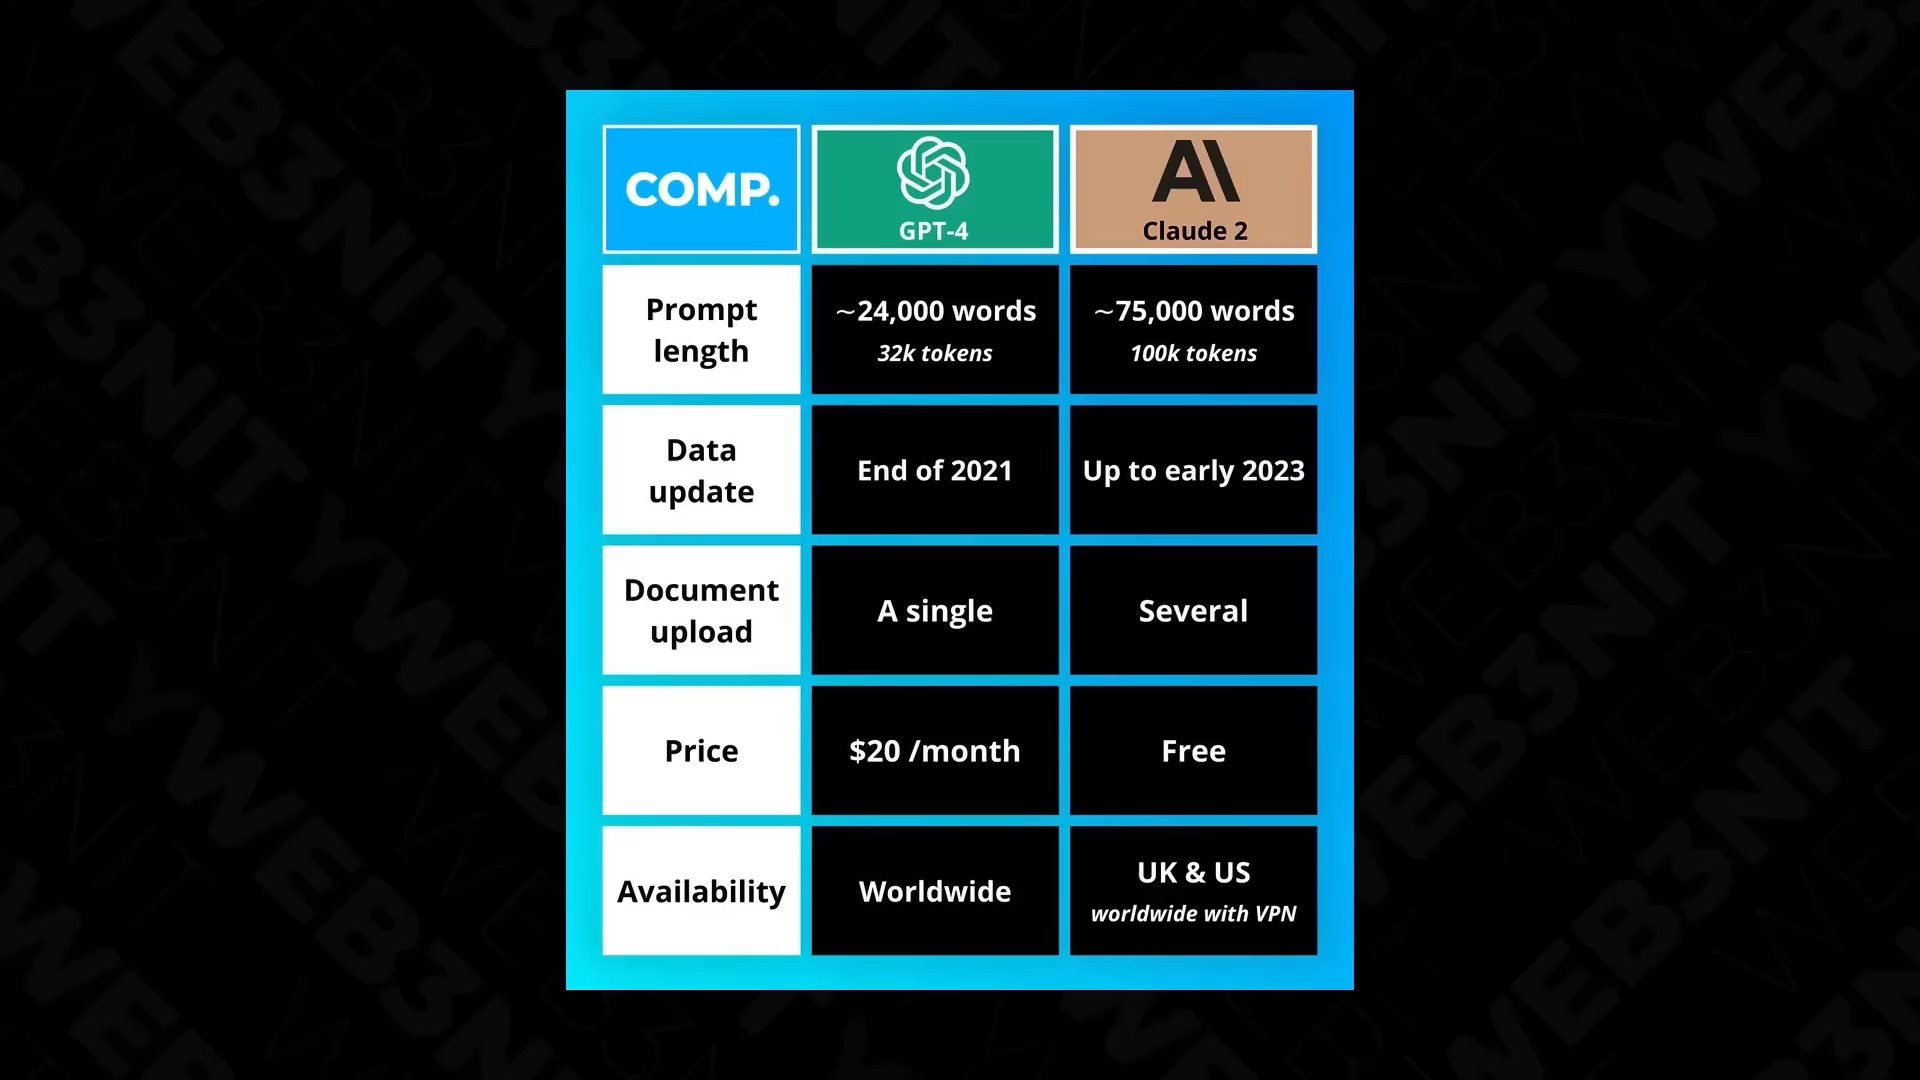 COMP.
GPT-4
Claude 2
Prompt
length
~24,000 words
32k tokens
~75,000 words
100k tokens
Data
update
End of 2021
Up to early 2023
Document
upload
A single
Several
Price
$20 /month
Free
Availability
Worldwide
UK & US
worldwide with VPN